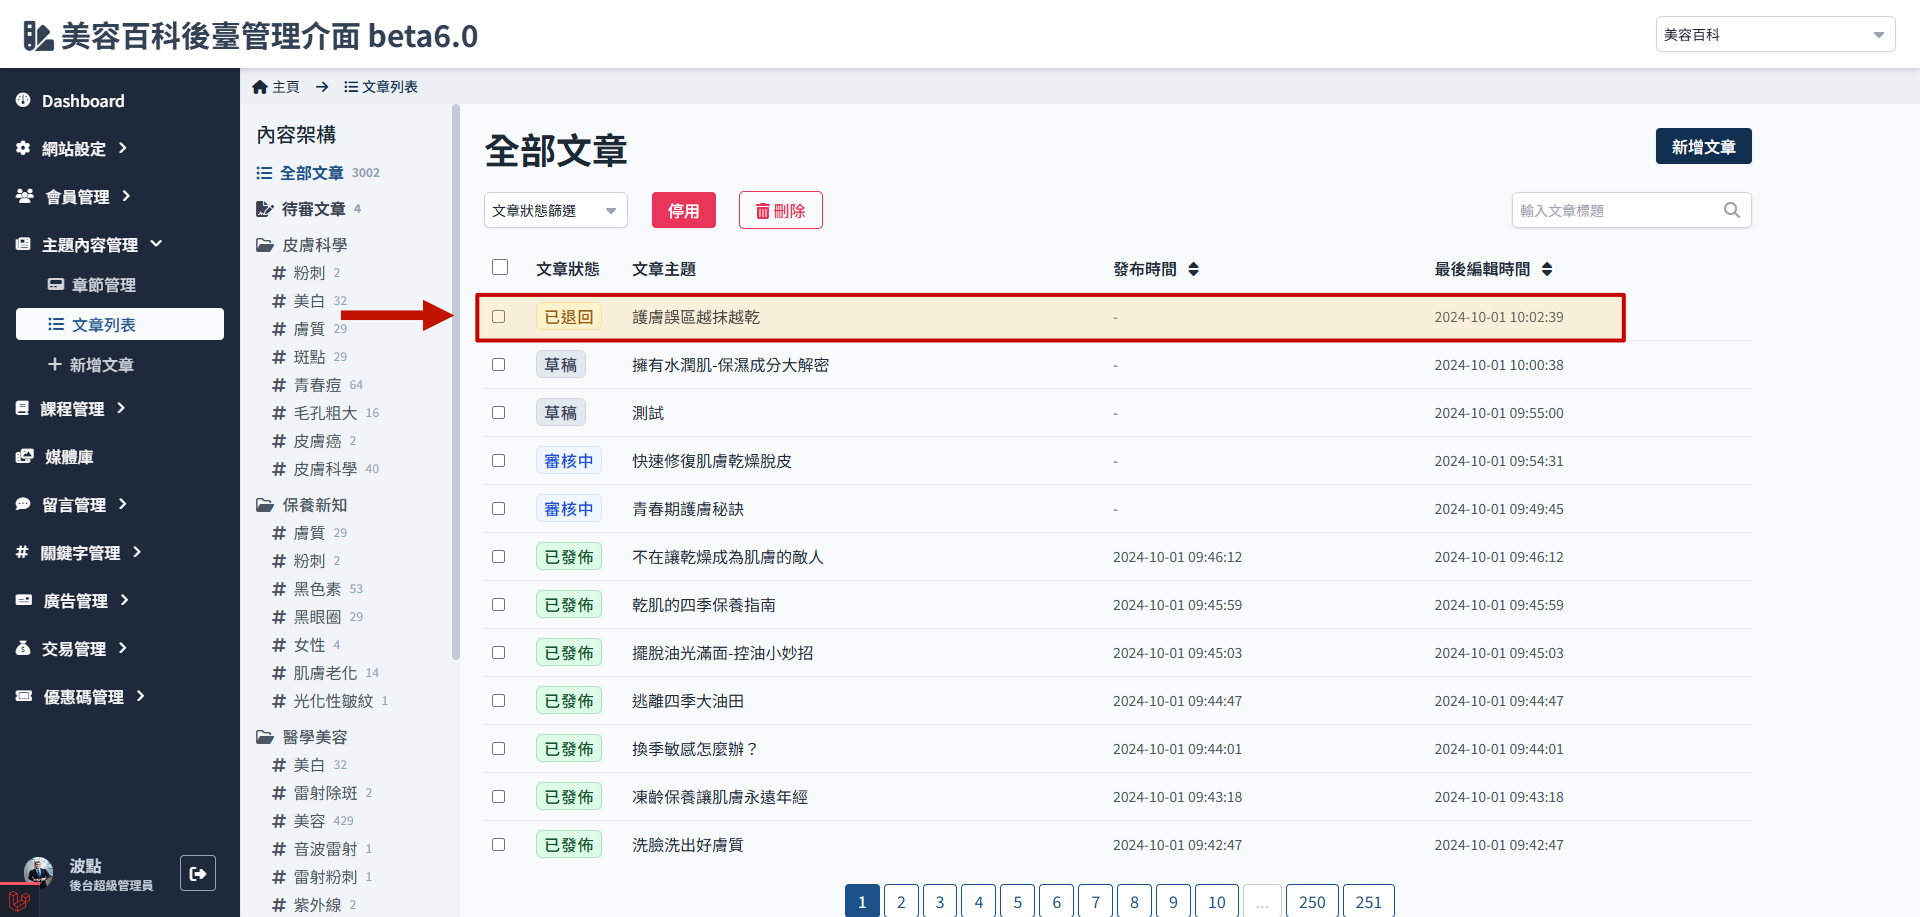 美容百科後臺管理介面 beta6.0
美容百科
Dashboard
網站設定
會員管理
主題內容管理
章節管理
文章列表
新增文章
課程管理
媒體庫
留言管理
關鍵字管理
廣告管理
交易管理
優惠碼管理
波點
後台超級管理員
主頁 → 文章列表
內容架構
全部文章 3002
待審文章 4
皮膚科學
# 粉刺 2
# 美白 32
# 膚質 29
# 斑點 29
# 青春痘 64
# 毛孔粗大 16
# 皮膚癌 2
# 皮膚科學 40
保養新知
# 膚質 29
# 粉刺 2
# 黑色素 53
# 黑眼圈 29
# 女性 4
# 肌膚老化 14
# 光化性皺紋 1
醫學美容
# 美白 32
# 雷射除斑 2
# 美容 429
# 音波雷射 1
# 雷射粉刺 1
# 紫外線 2
全部文章
新增文章
文章狀態篩選 停用 刪除 輸入文章標題
文章狀態 文章主題 發布時間 最後編輯時間
已退回 護膚誤區越抹越乾 - 2024-10-01 10:02:39
草稿 擁有水潤肌-保濕成分大解密 - 2024-10-01 10:00:38
草稿 測試 - 2024-10-01 09:55:00
審核中 快速修復肌膚乾燥脫皮 - 2024-10-01 09:54:31
審核中 青春期護膚秘訣 - 2024-10-01 09:49:45
已發佈 不在讓乾燥成為肌膚的敵人 2024-10-01 09:46:12 2024-10-01 09:46:12
已發佈 乾肌的四季保養指南 2024-10-01 09:45:59 2024-10-01 09:45:59
已發佈 擺脫油光滿面-控油小妙招 2024-10-01 09:45:03 2024-10-01 09:45:03
已發佈 逃離四季大油田 2024-10-01 09:44:47 2024-10-01 09:44:47
已發佈 換季敏感怎麼辦？ 2024-10-01 09:44:01 2024-10-01 09:44:01
已發佈 凍齡保養讓肌膚永遠年經 2024-10-01 09:43:18 2024-10-01 09:43:18
已發佈 洗臉洗出好膚質 2024-10-01 09:42:47 2024-10-01 09:42:47
1 2 3 4 5 6 7 8 9 10 ... 250 251